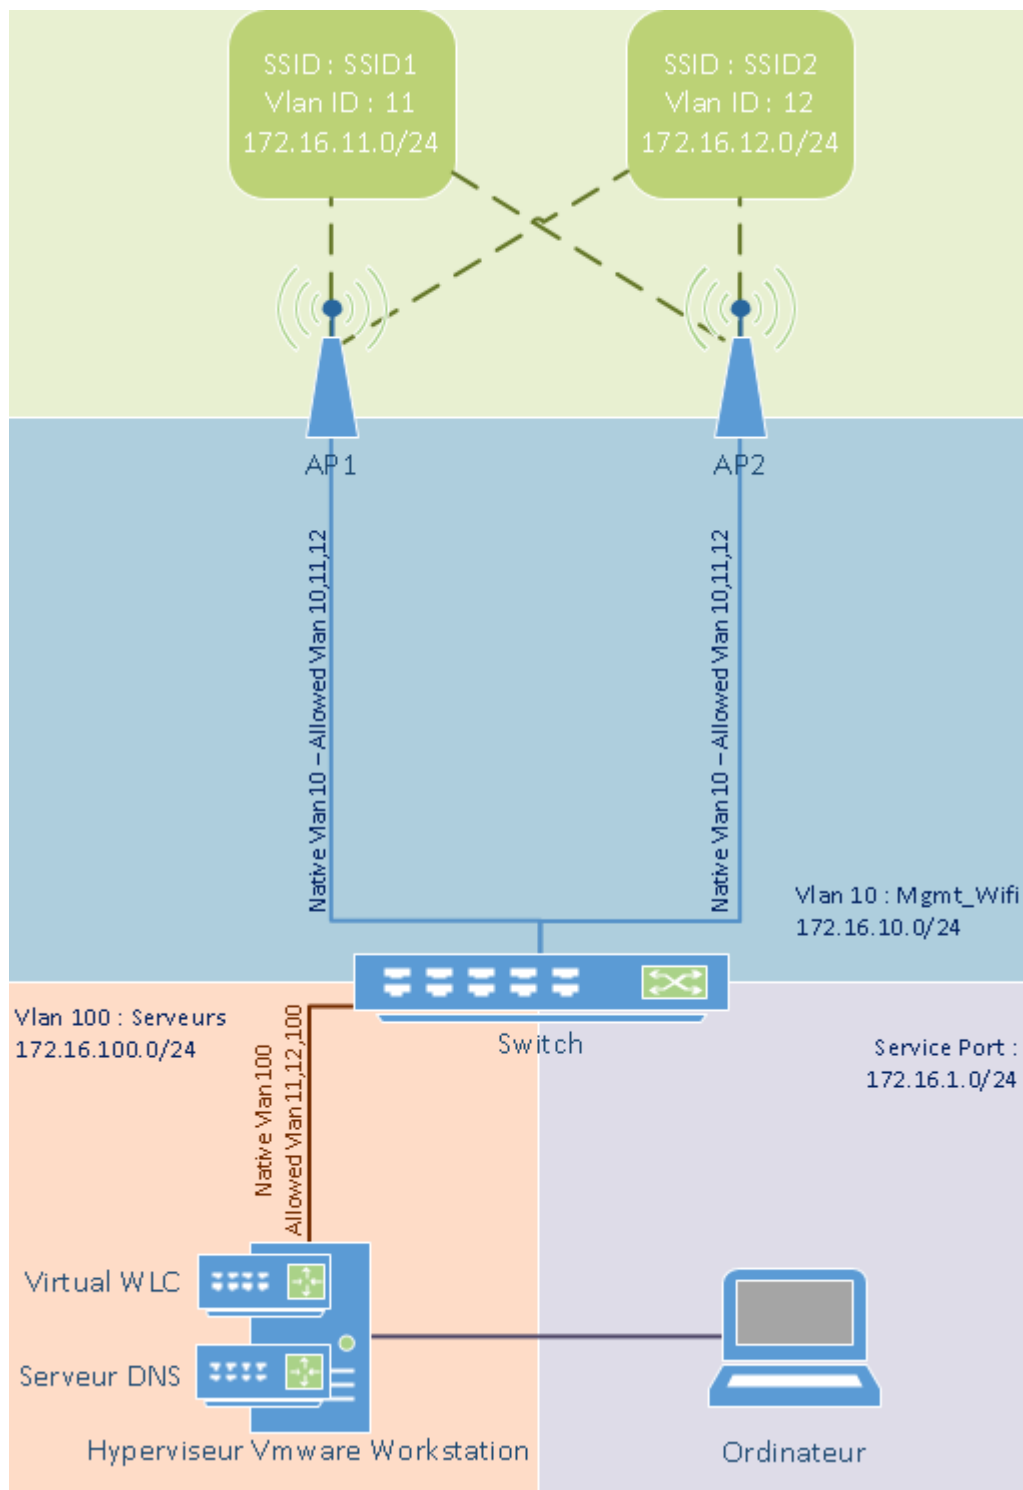 SSID : SSID1
Vlan ID : 11
172.16.11.0/24
SSID : SSID2
Vlan ID : 12
172.16.12.0/24
AP1
AP2
Native Vlan 10 – Allowed Vlan 10,11,12
Native Vlan 10 – Allowed Vlan 10,11,12
Vlan 10 : Mgmt_Wifi
172.16.10.0/24
Switch
Vlan 100 : Serveurs
172.16.100.0/24
Native Vlan 100
Allowed Vlan 11,12,100
Service Port :
172.16.1.0/24
Virtual WLC
Serveur DNS
Hyperviseur Vmware Workstation
Ordinateur